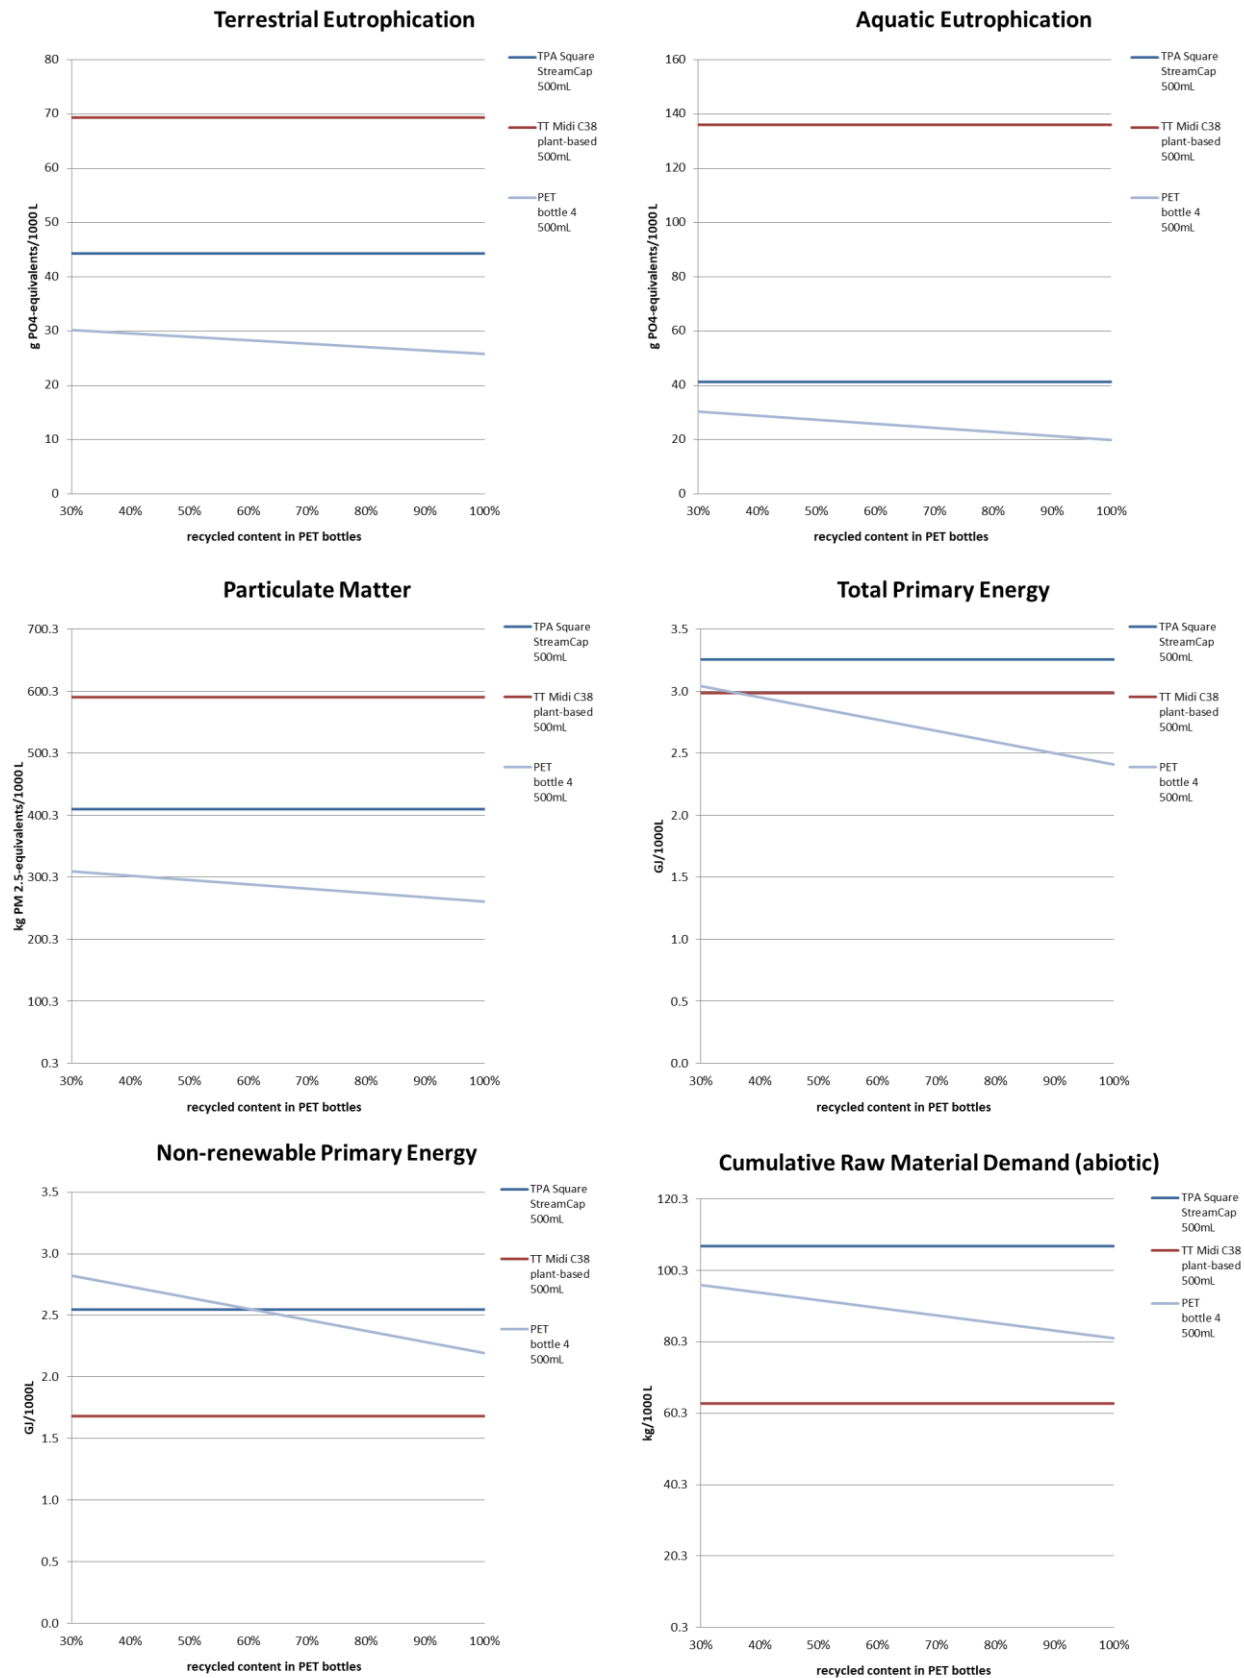 Terrestrial Eutrophication
80
70
60
50
40
30
20
10
0
g PO4-equivalents/1000 L
30% 40% 50% 60% 70% 80% 90% 100%
recycled content in PET bottles
TPA Square
StreamCap
500mL
TT Midi C38
plant-based
500mL
PET
bottle 4
500mL
Aquatic Eutrophication
160
140
120
100
80
60
40
20
0
g PO4-equivalents/1000 L
30% 40% 50% 60% 70% 80% 90% 100%
recycled content in PET bottles
TPA Square
StreamCap
500mL
TT Midi C38
plant-based
500mL
PET
bottle 4
500mL
Particulate Matter
700.3
600.3
500.3
400.3
300.3
200.3
100.3
0.3
kg PM 2.5-equivalents/1000 L
30% 40% 50% 60% 70% 80% 90% 100%
recycled content in PET bottles
TPA Square
StreamCap
500mL
TT Midi C38
plant-based
500mL
PET
bottle 4
500mL
Total Primary Energy
3.5
3.0
2.5
2.0
1.5
1.0
0.5
0.0
GJ/1000L
30% 40% 50% 60% 70% 80% 90% 100%
recycled content in PET bottles
TPA Square
StreamCap
500mL
TT Midi C38
plant-based
500mL
PET
bottle 4
500mL
Non-renewable Primary Energy
3.5
3.0
2.5
2.0
1.5
1.0
0.5
0.0
GJ/1000L
30% 40% 50% 60% 70% 80% 90% 100%
recycled content in PET bottles
TPA Square
StreamCap
500mL
TT Midi C38
plant-based
500mL
PET
bottle 4
500mL
Cumulative Raw Material Demand (abiotic)
120.3
100.3
80.3
60.3
40.3
20.3
0.3
kg/1000 L
30% 40% 50% 60% 70% 80% 90% 100%
recycled content in PET bottles
TPA Square
StreamCap
500mL
TT Midi C38
plant-based
500mL
PET
bottle 4
500mL